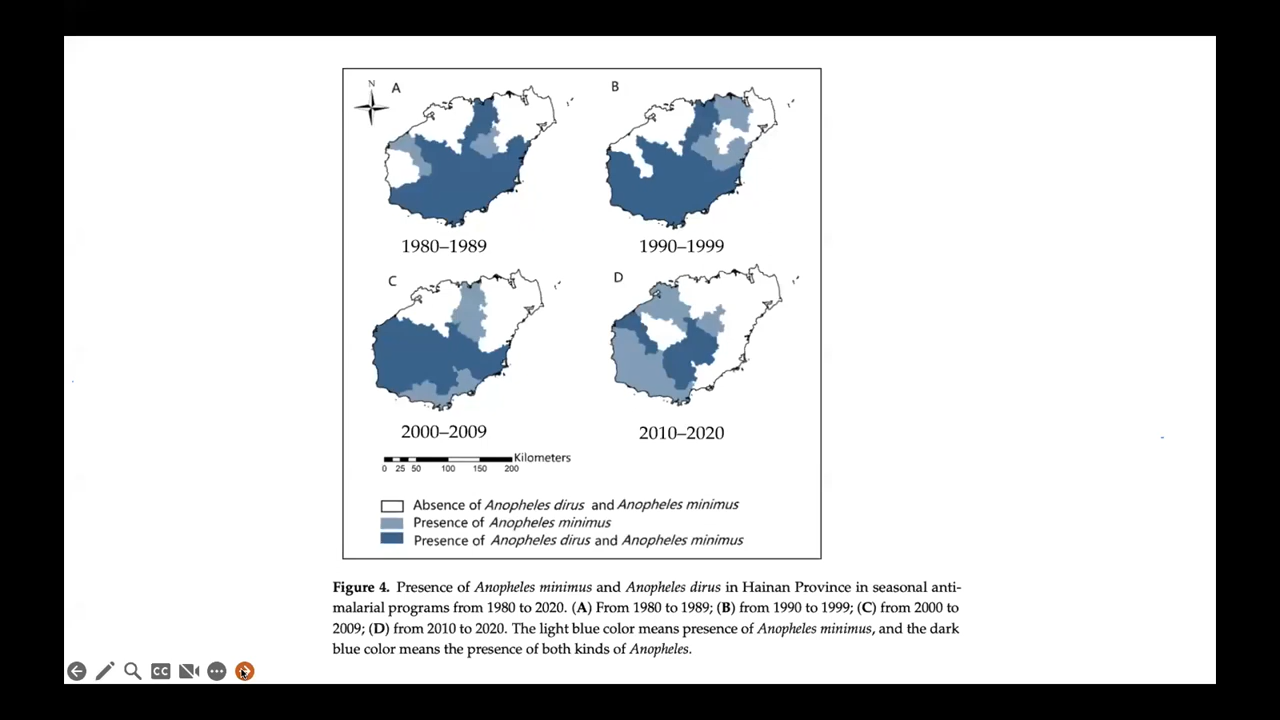 N
A
B
1980–1989
1990–1999
C
D
2000–2009
2010–2020
Kilometers
0 25 50 100 150 200
Absence of Anopheles dirus and Anopheles minimus
Presence of Anopheles minimus
Presence of Anopheles dirus and Anopheles minimus
Figure 4. Presence of Anopheles minimus and Anopheles dirus in Hainan Province in seasonal anti-
malarial programs from 1980 to 2020. (A) From 1980 to 1989; (B) from 1990 to 1999; (C) from 2000 to
2009; (D) from 2010 to 2020. The light blue color means presence of Anopheles minimus, and the dark
blue color means the presence of both kinds of Anopheles.
CC